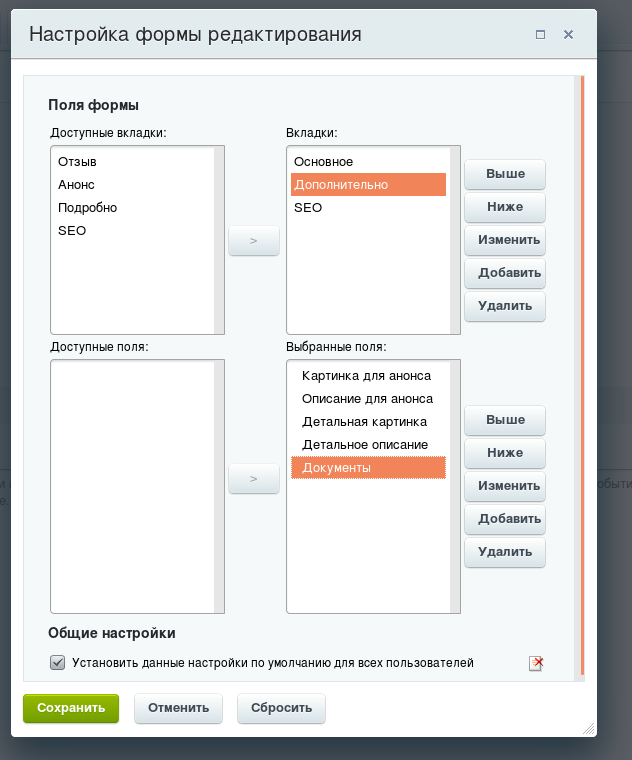 Настройка формы редактирования
Поля формы
Доступные вкладки:
Вкладки:
Отзыв
Анонс
Подробно
SEO
>
Основное
Дополнительно
SEO
Выше
Ниже
Изменить
Добавить
Удалить
Доступные поля:
Выбранные поля:
>
Картинка для анонса
Описание для анонса
Детальная картинка
Детальное описание
Документы
Выше
Ниже
Изменить
Добавить
Удалить
Общие настройки
Установить данные настройки по умолчанию для всех пользователей
Сохранить
Отменить
Сбросить